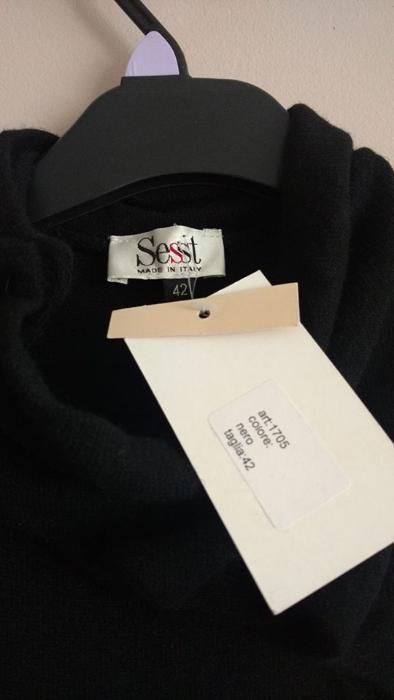 Sesst
MADE IN ITALY
42
art:1705
colore:
nero
taglia:42